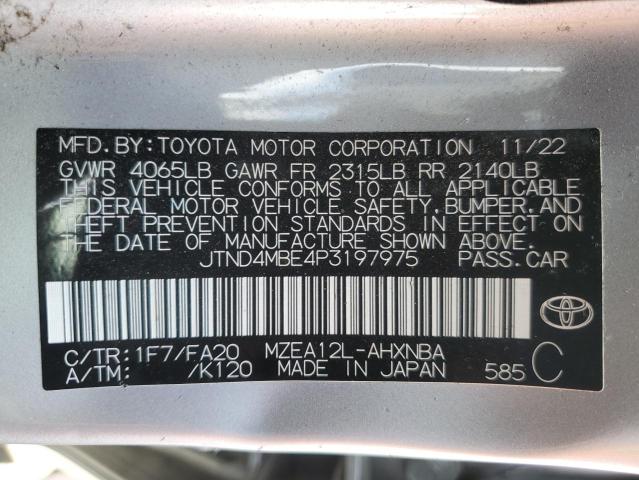 MFD. BY: TOYOTA MOTOR CORPORATION 11/22
GVWR 4065LB GAWR FR 2315LB RR 2140LB
THIS VEHICLE CONFORMS TO ALL APPLICABLE
FEDERAL MOTOR VEHICLE SAFETY, BUMPER, AND
THEFT PREVENTION STANDARDS IN EFFECT ON
THE DATE OF MANUFACTURE SHOWN ABOVE.
JTND4MBE4P3197975 PASS. CAR
C/TR: 1F7/FA20 MZEA12L-AHXNBA
A/TM: /K120 MADE IN JAPAN 585 C